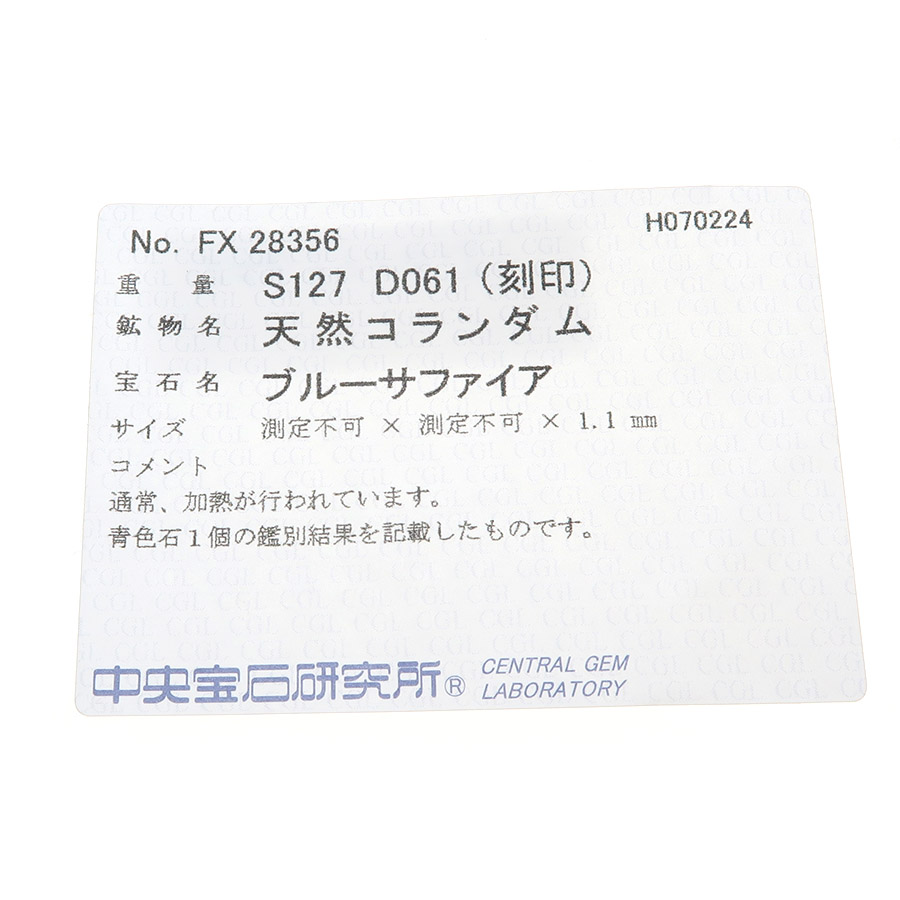 No. FX 28356 H070224
重量 S127 D061 (刻印)
鉱物名 天然コランダム
宝石名 ブルーサファイア
サイズ 測定不可 × 測定不可 × 1.1 mm
コメント
通常、加熱が行われています。
青色石1個の鑑別結果を記載したものです。
中央宝石研究所® CENTRAL GEM
LABORATORY